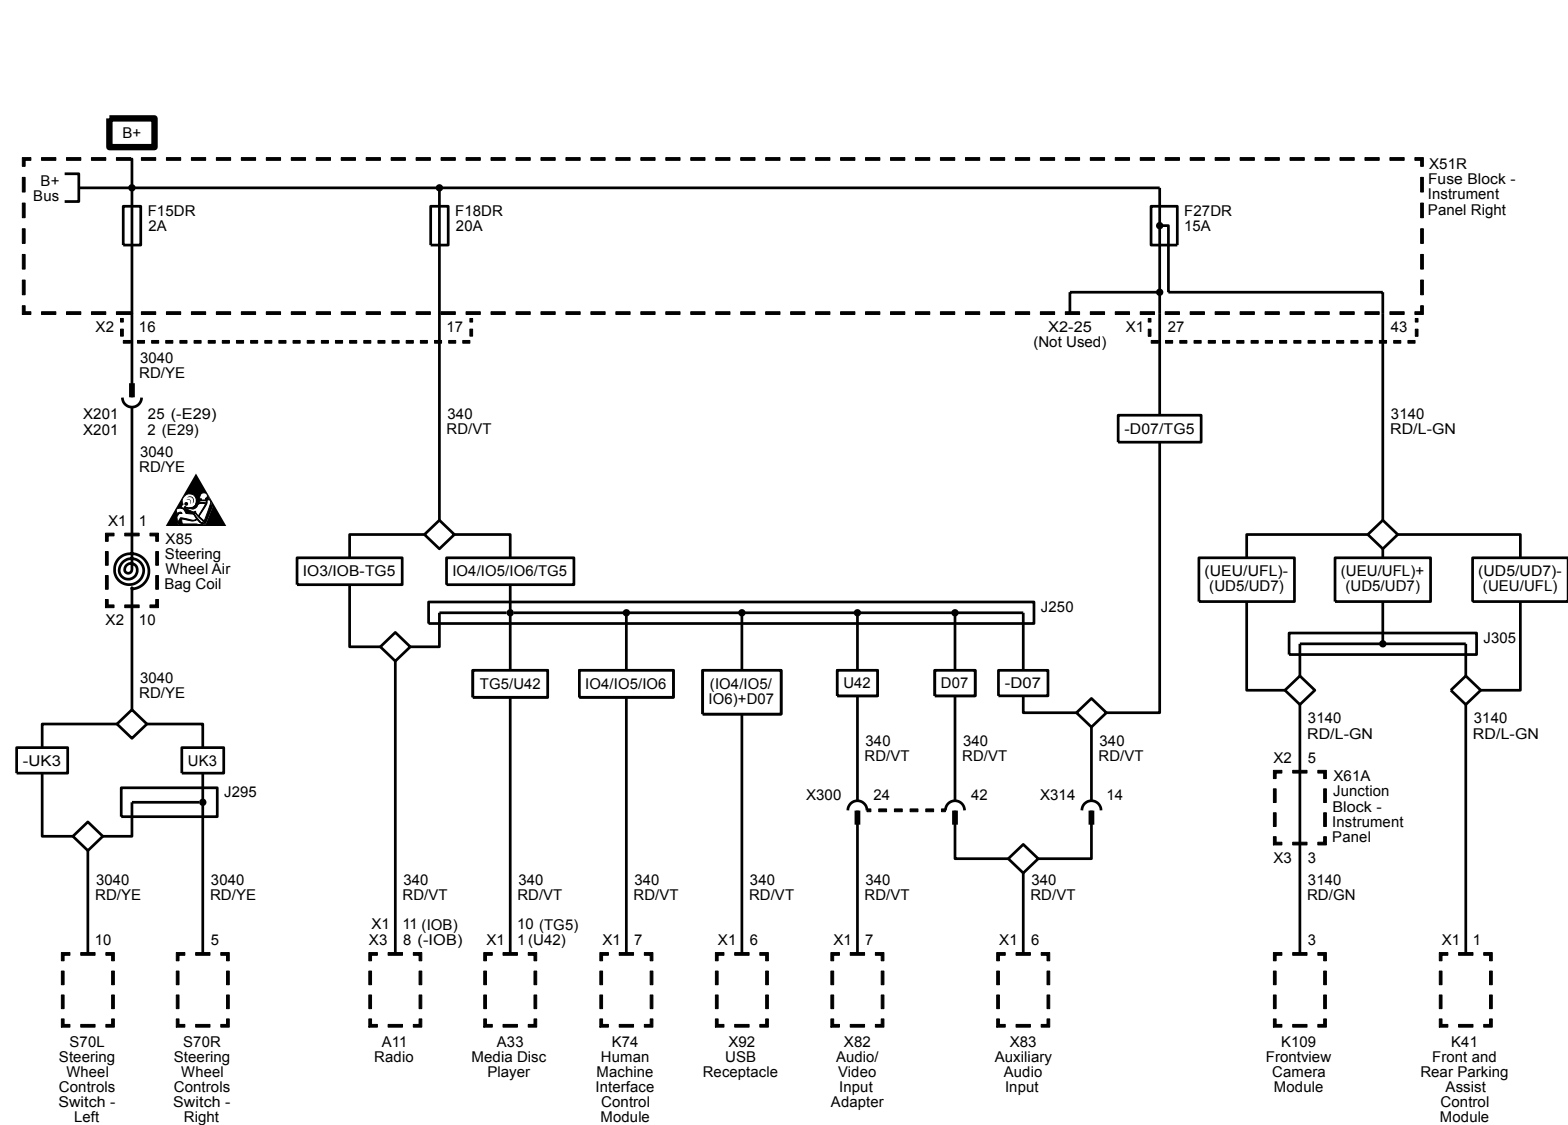 B+
X51R
Fuse Block -
Instrument
Panel Right
B+
Bus
F15DR
2A
F18DR
20A
F27DR
15A
X2 16
17
X2-25
(Not Used)
X1 27
43
3040
RD/YE
X201 25 (-E29)
X201 2 (E29)
3040
RD/YE
340
RD/VT
-D07/TG5
3140
RD/L-GN
X1 1
X85
Steering
Wheel Air
Bag Coil
X2 10
IO3/IOB-TG5
IO4/IO5/IO6/TG5
(UEU/UFL)-
(UD5/UD7)
(UEU/UFL)+
(UD5/UD7)
(UD5/UD7)-
(UEU/UFL)
J250
J305
3040
RD/YE
TG5/U42
IO4/IO5/IO6
(IO4/IO5/
IO6)+D07
U42
D07
-D07
-UK3
UK3
J295
340
RD/VT
340
RD/VT
340
RD/VT
3140
RD/L-GN
3140
RD/L-GN
X300 24
42
X314 14
X2 5
X61A
Junction
Block -
Instrument
Panel
X3 3
3040
RD/YE
3040
RD/YE
340
RD/VT
340
RD/VT
340
RD/VT
340
RD/VT
340
RD/VT
340
RD/VT
3140
RD/GN
10
5
X1 11 (IOB)
X3 8 (-IOB)
10 (TG5)
X1 1 (U42)
X1 7
X1 6
X1 7
X1 6
3
X1 1
S70L
Steering
Wheel
Controls
Switch -
Left
S70R
Steering
Wheel
Controls
Switch -
Right
A11
Radio
A33
Media Disc
Player
K74
Human
Machine
Interface
Control
Module
X92
USB
Receptacle
X82
Audio/
Video
Input
Adapter
X83
Auxiliary
Audio
Input
K109
Frontview
Camera
Module
K41
Front and
Rear Parking
Assist
Control
Module